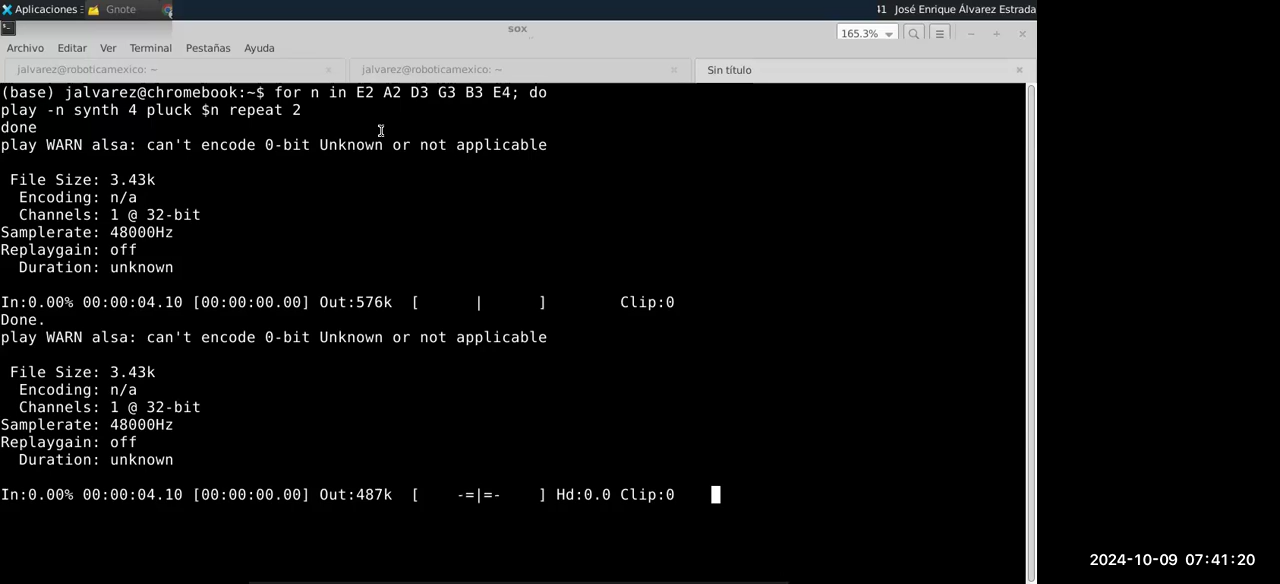 Aplicaciones : Gnote José Enrique Álvarez Estrada
sox
165.3%
Archivo Editar Ver Terminal Pestañas Ayuda
jalvarez@roboticamexico: ~ jalvarez@roboticamexico: ~ Sin título
(base) jalvarez@chromebook:~$ for n in E2 A2 D3 G3 B3 E4; do
play -n synth 4 pluck $n repeat 2
done
play WARN alsa: can't encode 0-bit Unknown or not applicable
File Size: 3.43k
Encoding: n/a
Channels: 1 @ 32-bit
Samplerate: 48000Hz
Replaygain: off
Duration: unknown
In:0.00% 00:00:04.10 [00:00:00.00] Out:576k [      |      ] Clip:0
Done.
play WARN alsa: can't encode 0-bit Unknown or not applicable
File Size: 3.43k
Encoding: n/a
Channels: 1 @ 32-bit
Samplerate: 48000Hz
Replaygain: off
Duration: unknown
In:0.00% 00:00:04.10 [00:00:00.00] Out:487k [    -=|=-    ] Hd:0.0 Clip:0
2024-10-09 07:41:20